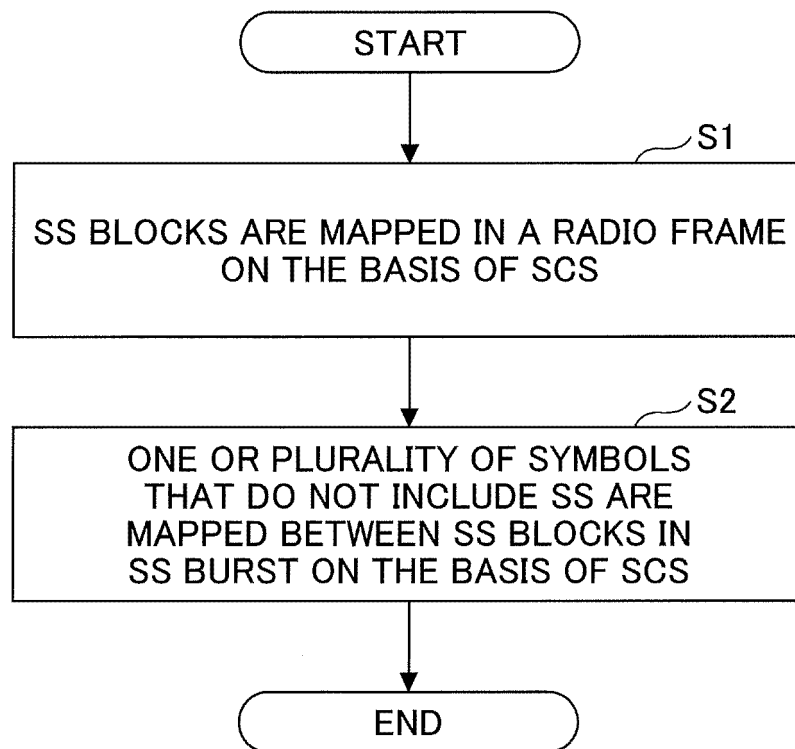 START
S1
SS BLOCKS ARE MAPPED IN A RADIO FRAME
ON THE BASIS OF SCS
S2
ONE OR PLURALITY OF SYMBOLS
THAT DO NOT INCLUDE SS ARE
MAPPED BETWEEN SS BLOCKS IN
SS BURST ON THE BASIS OF SCS
END